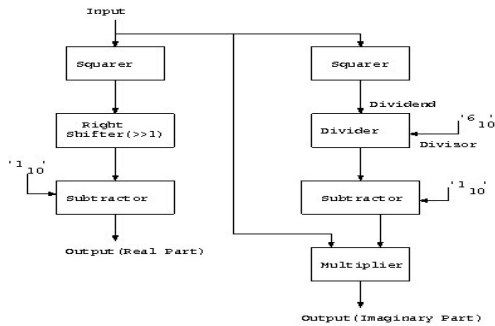 Input
Squarer
Squarer
Dividend
Right
Shifter(>>1)
Divider
'6 10'
Divisor
'1 10'
Subtractor
Subtractor
'1 10'
Output(Real Part)
Multiplier
Output(Imaginary Part)